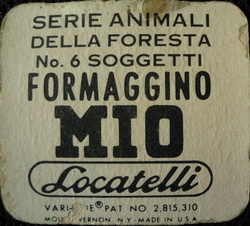 SERIE ANIMALI
DELLA FORESTA
No. 6 SOGGETTI
FORMAGGINO
MIO
Locatelli
PAT NO. 2,815,310
VERNON, N.Y. MADE IN U.S.A.